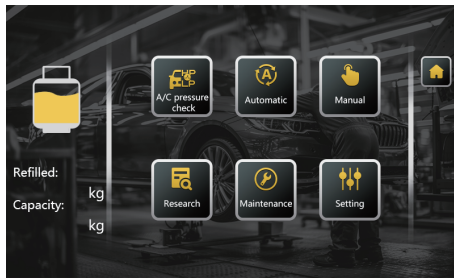 A/C pressure
check
Automatic
Manual
Refilled:
kg
Capacity:
kg
Research
Maintenance
Setting